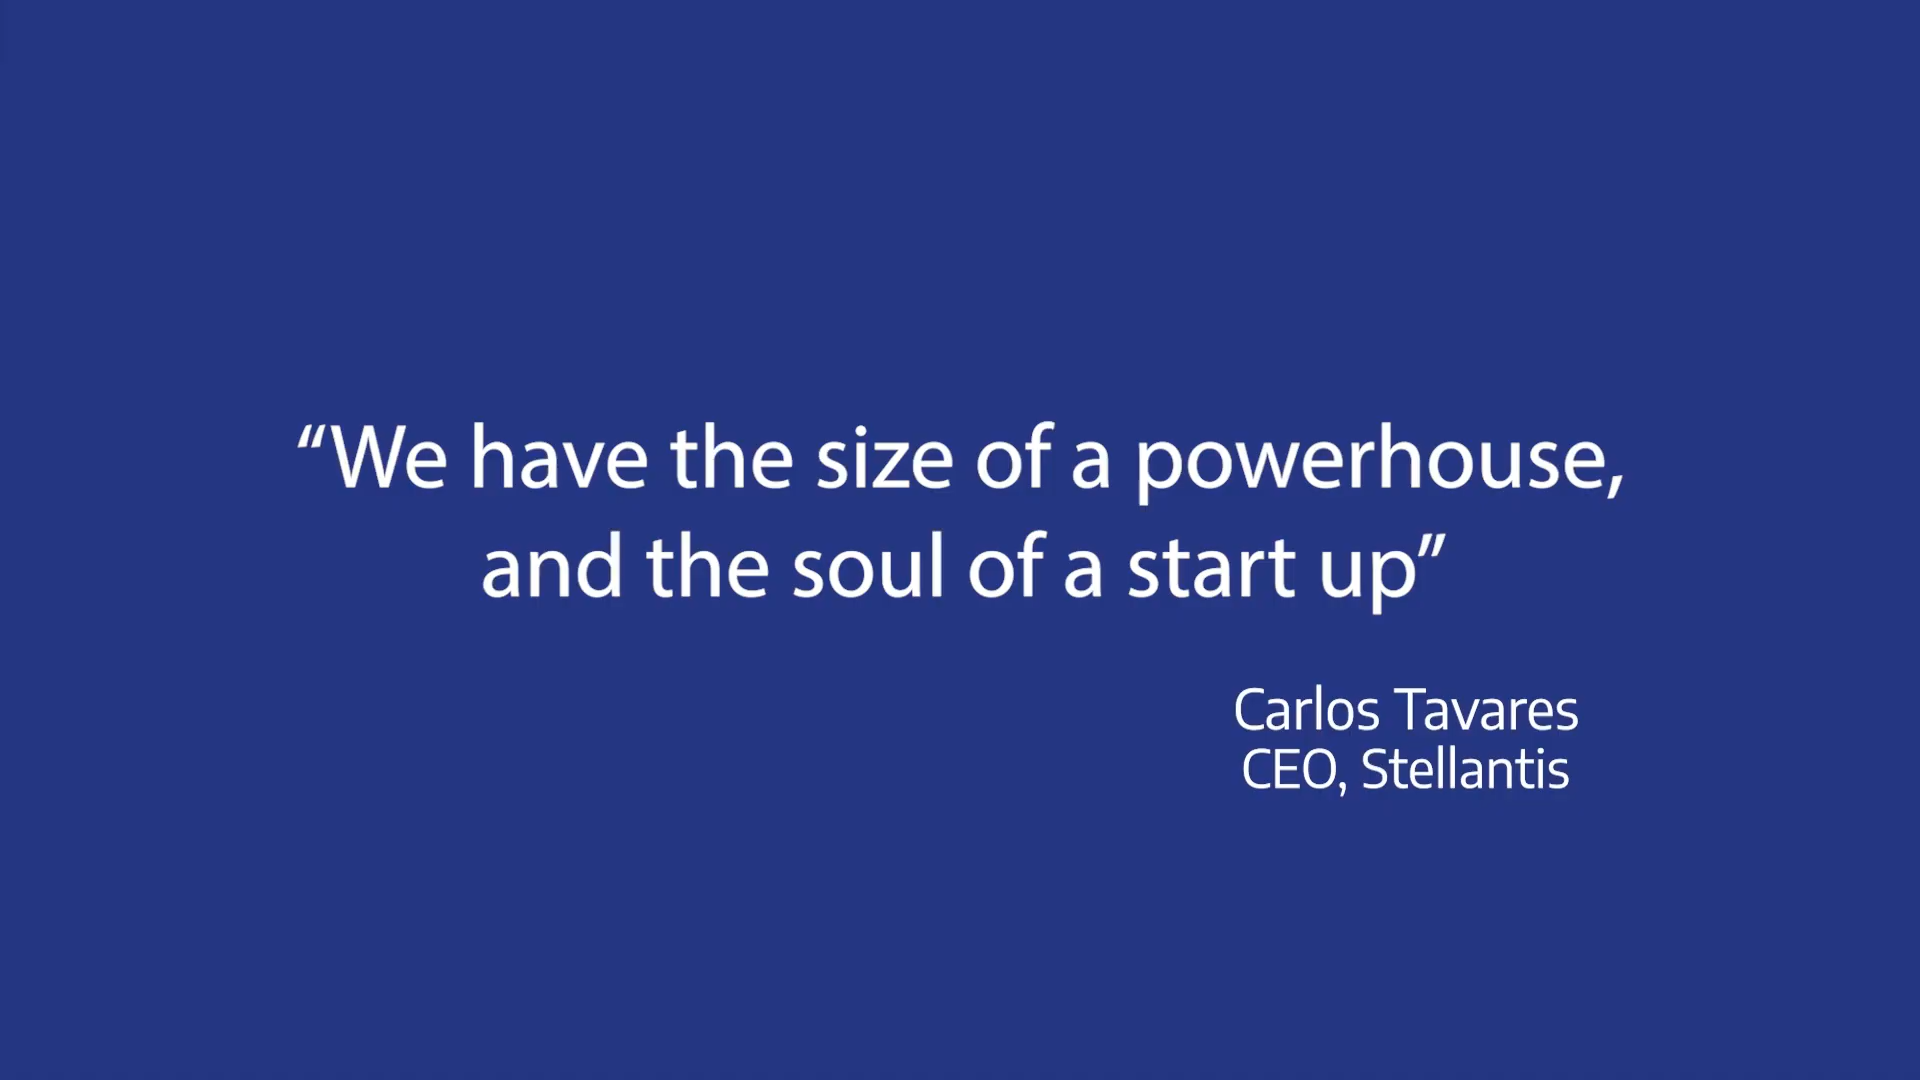 “We have the size of a powerhouse,
and the soul of a start up”
Carlos Tavares
CEO, Stellantis